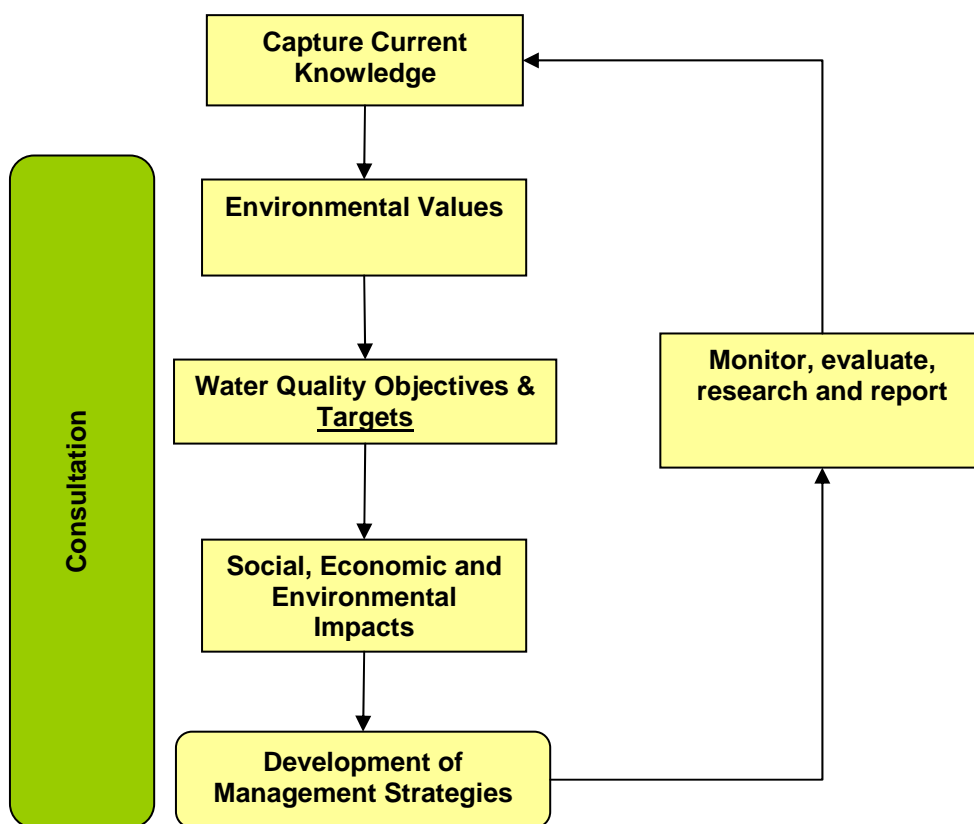 Capture Current
Knowledge
Environmental Values
Water Quality Objectives &
Targets
Social, Economic and
Environmental
Impacts
Development of
Management Strategies
Monitor, evaluate,
research and report
Consultation